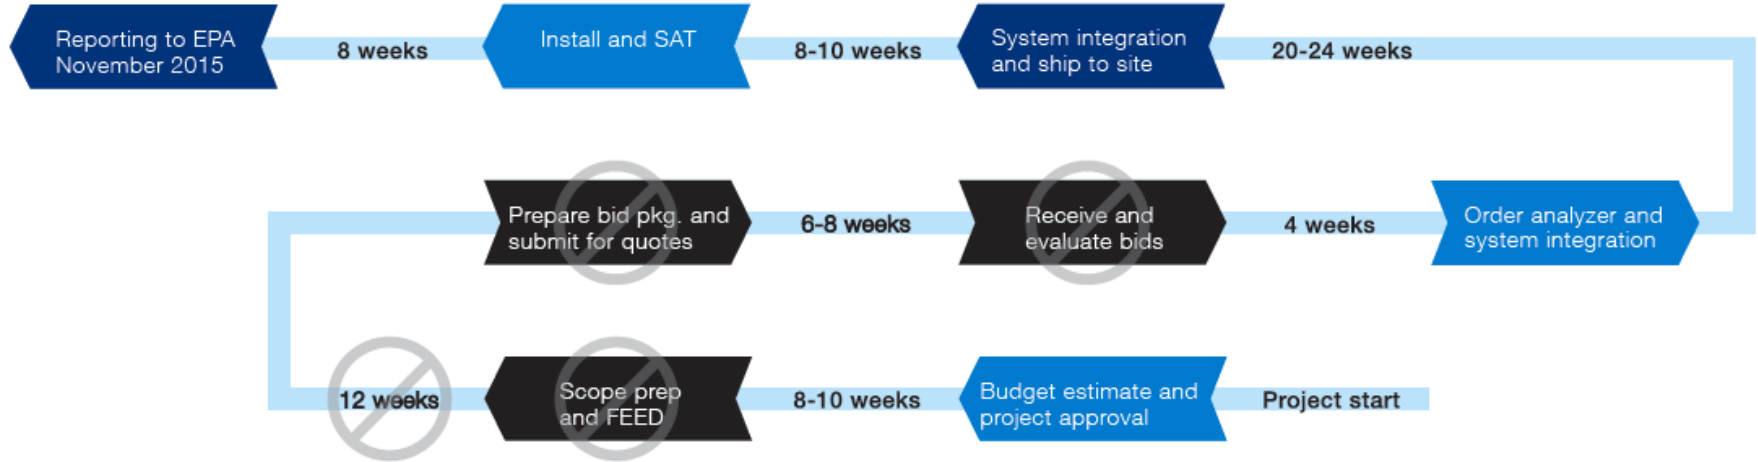 Reporting to EPA
November 2015
8 weeks
Install and SAT
8-10 weeks
System integration
and ship to site
20-24 weeks
Prepare bid pkg. and
submit for quotes
6-8 weeks
Receive and
evaluate bids
4 weeks
Order analyzer and
system integration
12 weeks
Scope prep
and FEED
8-10 weeks
Budget estimate and
project approval
Project start